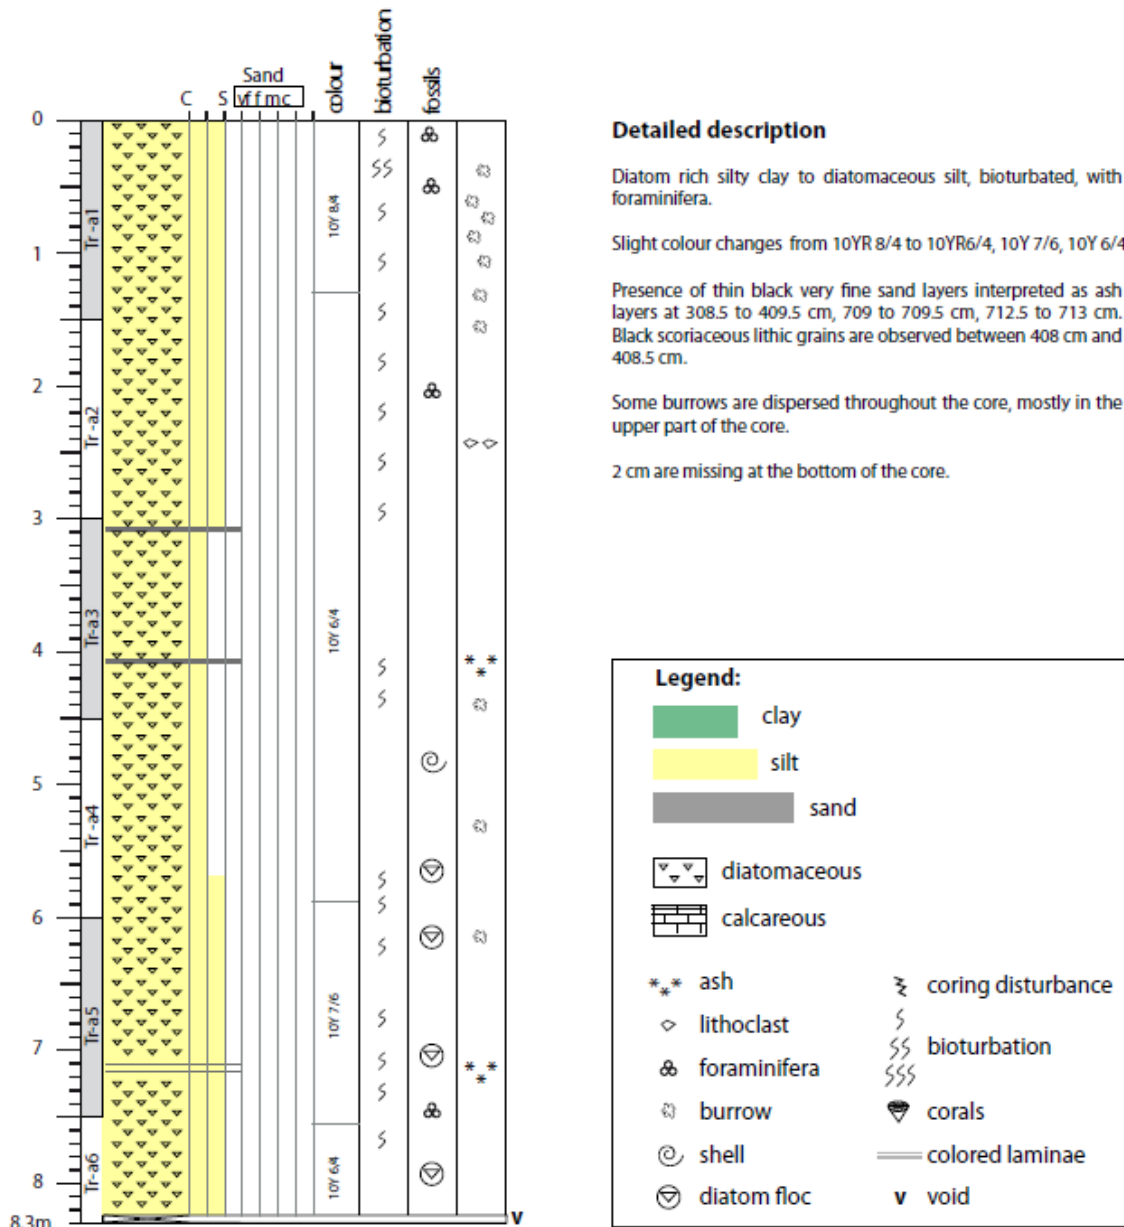 Sand
C S vf f m c
colour
bioturbation
fossils
0
1
2
3
4
5
6
7
8
8.3m
Tr-a1
Tr-a2
Tr-a3
Tr-a4
Tr-a5
Tr-a6
10Y 8/4
10Y 6/4
10Y 7/6
10Y 6/4
v
Detailed description
Diatom rich silty clay to diatomaceous silt, bioturbated, with
foraminifera.
Slight colour changes from 10YR 8/4 to 10YR6/4, 10Y 7/6, 10Y 6/4
Presence of thin black very fine sand layers interpreted as ash
layers at 308.5 to 409.5 cm, 709 to 709.5 cm, 712.5 to 713 cm.
Black scoriaceous lithic grains are observed between 408 cm and
408.5 cm.
Some burrows are dispersed throughout the core, mostly in the
upper part of the core.
2 cm are missing at the bottom of the core.
Legend:
clay
silt
sand
diatomaceous
calcareous
ash
lithoclast
foraminifera
burrow
shell
diatom floc
coring disturbance
bioturbation
corals
colored laminae
v void